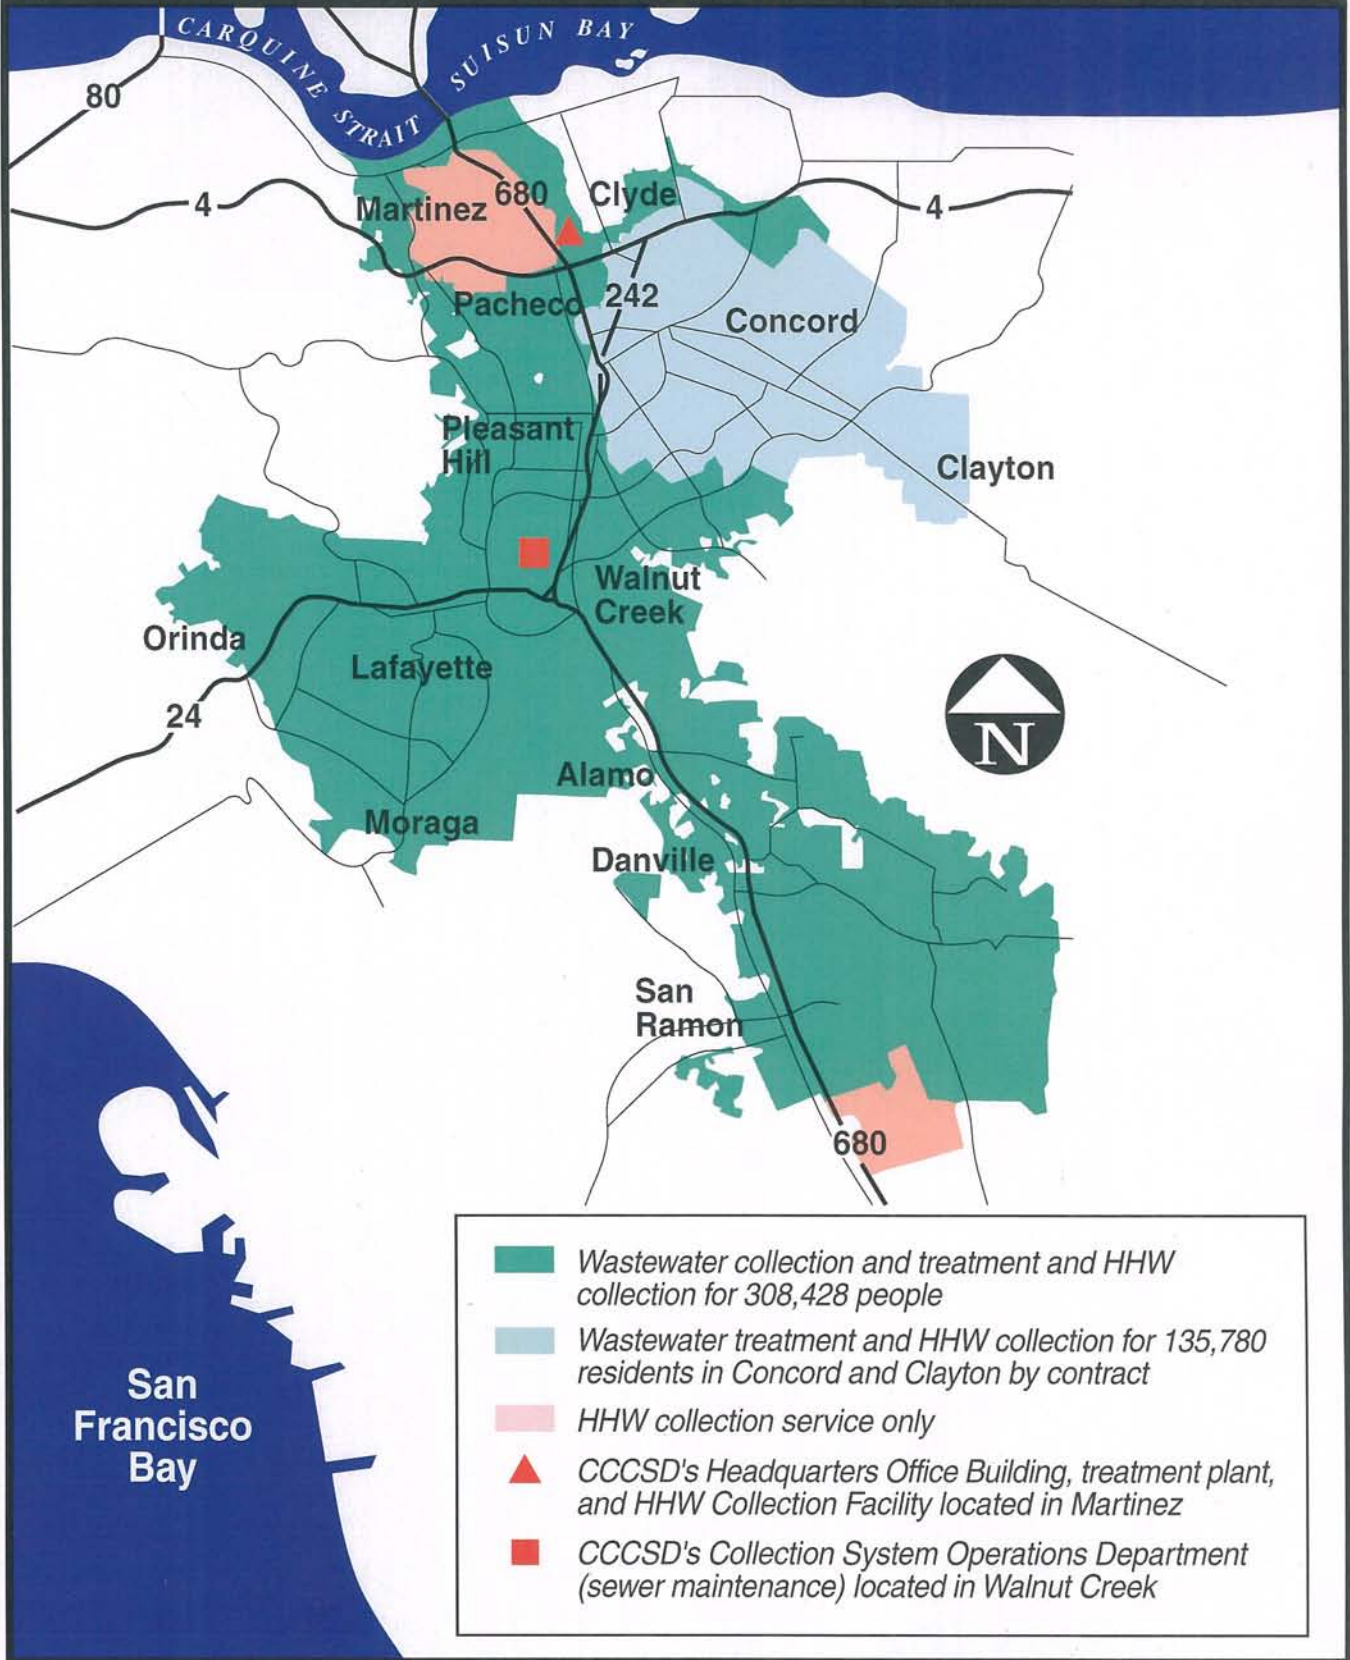 CARQUINE STRAIT
SUISUN BAY
80
4
Martinez
680
Clyde
4
Pacheco
242
Concord
Pleasant
Hill
Clayton
Walnut
Creek
Orinda
Lafayette
24
N
Alamo
Moraga
Danville
San
Ramon
680
Wastewater collection and treatment and HHW
collection for 308,428 people
Wastewater treatment and HHW collection for 135,780
residents in Concord and Clayton by contract
HHW collection service only
CCCSD's Headquarters Office Building, treatment plant,
and HHW Collection Facility located in Martinez
CCCSD's Collection System Operations Department
(sewer maintenance) located in Walnut Creek
San
Francisco
Bay